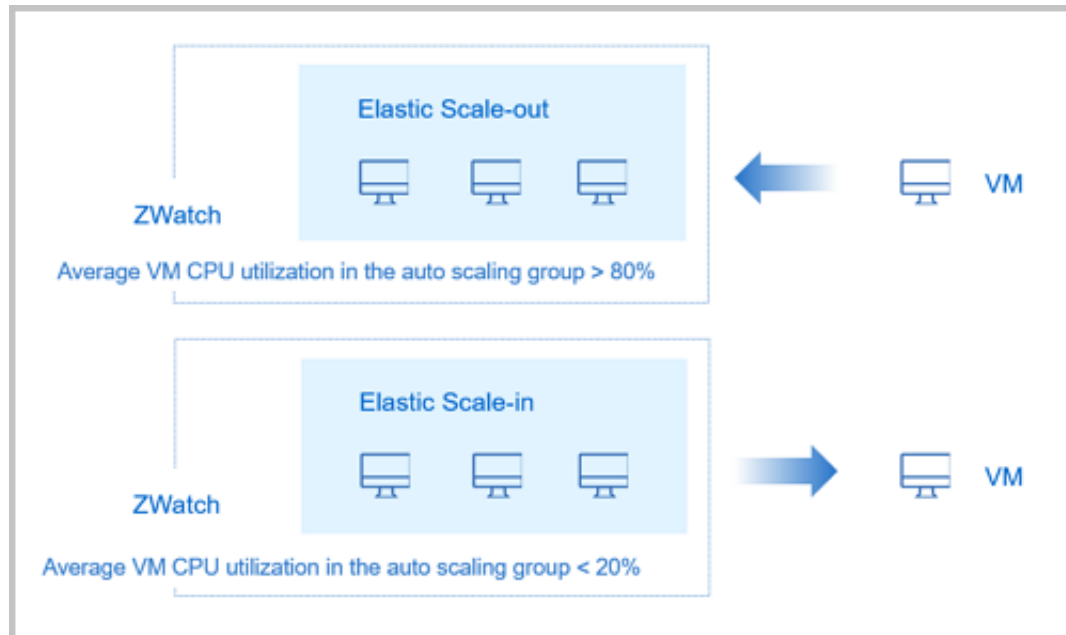 Elastic Scale-out
VM
ZWatch
Average VM CPU utilization in the auto scaling group > 80%
Elastic Scale-in
VM
ZWatch
Average VM CPU utilization in the auto scaling group < 20%